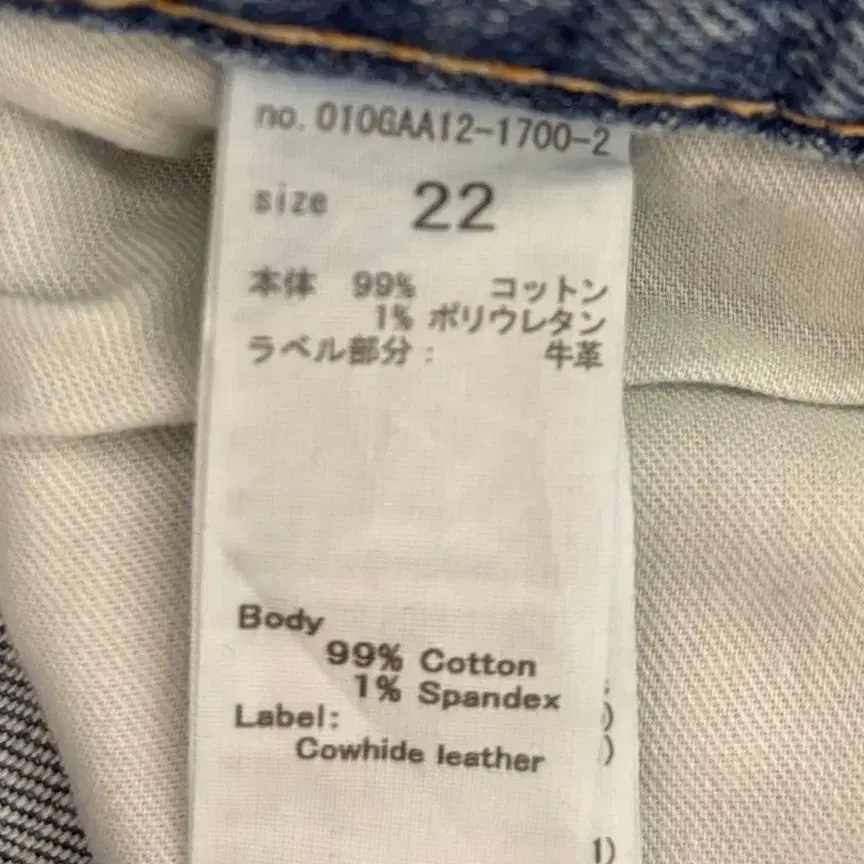 no. 010GAA12-1700-2
size 22
本体 99% コットン
1% ポリウレタン
ラベル部分: 牛革
Body
99% Cotton
1% Spandex
Label:
Cowhide leather